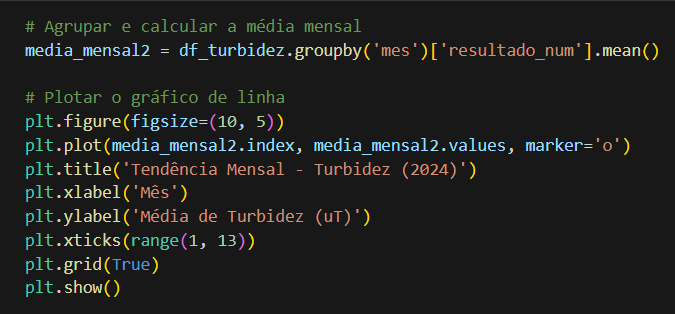 # Agrupar e calcular a média mensal
media_mensal2 = df_turbidez.groupby('mes')['resultado_num'].mean()
# Plotar o gráfico de linha
plt.figure(figsize=(10, 5))
plt.plot(media_mensal2.index, media_mensal2.values, marker='o')
plt.title('Tendência Mensal - Turbidez (2024)')
plt.xlabel('Mês')
plt.ylabel('Média de Turbidez (uT)')
plt.xticks(range(1, 13))
plt.grid(True)
plt.show()